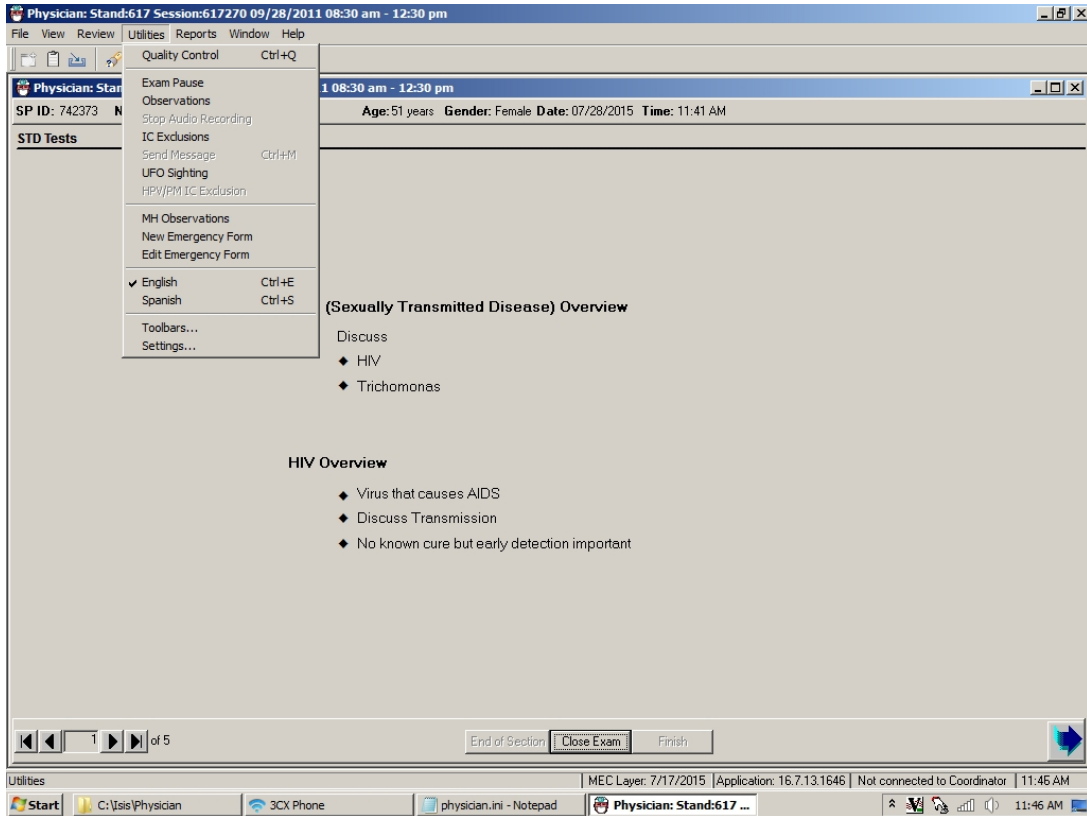 Physician: Stand:617 Session:617270 09/28/2011 08:30 am - 12:30 pm
File View Review Utilities Reports Window Help
Quality Control Ctrl+Q
Exam Pause
Observations
Stop Audio Recording
IC Exclusions
Send Message Ctrl+M
UFO Sighting
HPV/PM IC Exclusion
MH Observations
New Emergency Form
Edit Emergency Form
English Ctrl+E
Spanish Ctrl+S
Toolbars...
Settings...
Physician: Stan
1 08:30 am - 12:30 pm
SP ID: 742373 N
Age: 51 years Gender: Female Date: 07/28/2015 Time: 11:41 AM
STD Tests
(Sexually Transmitted Disease) Overview
Discuss
HIV
Trichomonas
HIV Overview
Virus that causes AIDS
Discuss Transmission
No known cure but early detection important
1 of 5
End of Section Close Exam Finish
Utilities MEC Layer: 7/17/2015 Application: 16.7.13.1646 Not connected to Coordinator 11:46 AM
Start C:\Isis\Physician 3CX Phone physician.ini - Notepad Physician: Stand:617 ... 11:46 AM